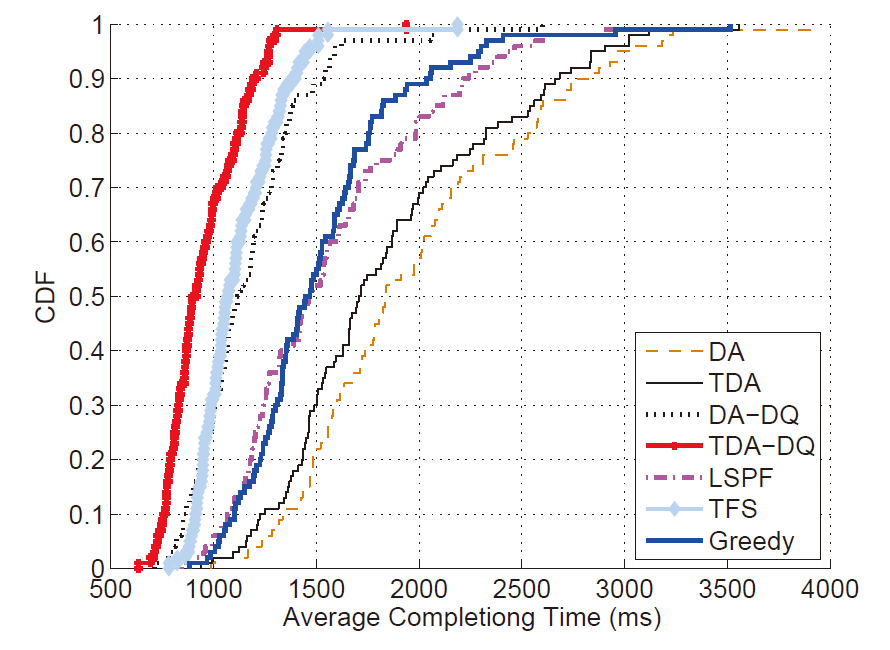 1
0.9
0.8
0.7
0.6
0.5
0.4
0.3
0.2
0.1
0
CDF
500 1000 1500 2000 2500 3000 3500 4000
Average Completiong Time (ms)
DA
TDA
DA-DQ
TDA-DQ
LSPF
TFS
Greedy